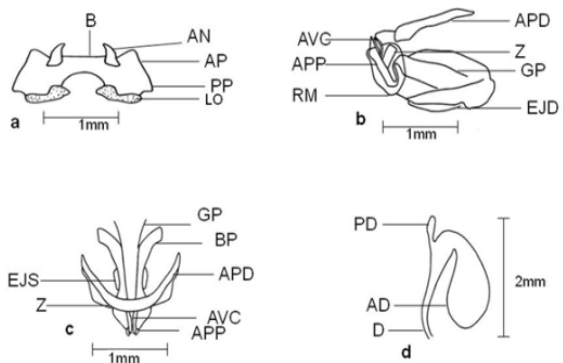 B
AN
AP
PP
LO
1mm
a
APD
AVC
Z
APP
GP
RM
EJD
1mm
b
GP
BP
EJS
APD
Z
AVC
APP
c
1mm
PD
2mm
AD
D
d